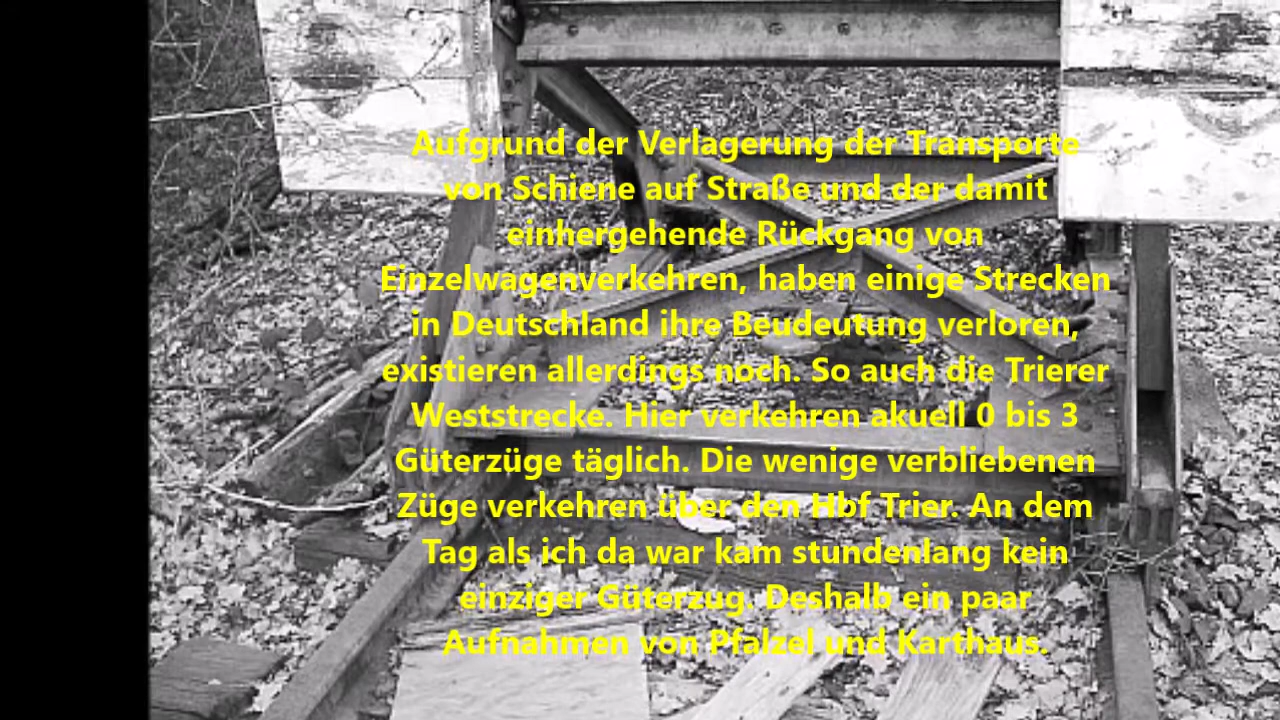 Aufgrund der Verlagerung der Transporte
von Schiene auf Straße und der damit
einhergehende Rückgang von
Einzelwagenverkehren, haben einige Strecken
in Deutschland ihre Beudeutung verloren,
existieren allerdings noch. So auch die Trierer
Weststrecke. Hier verkehren akuell 0 bis 3
Güterzüge täglich. Die wenige verbliebenen
Züge verkehren über den Hbf Trier. An dem
Tag als ich da war kam stundenlang kein
einziger Güterzug. Deshalb ein paar
Aufnahmen von Pfalzel und Karthaus.